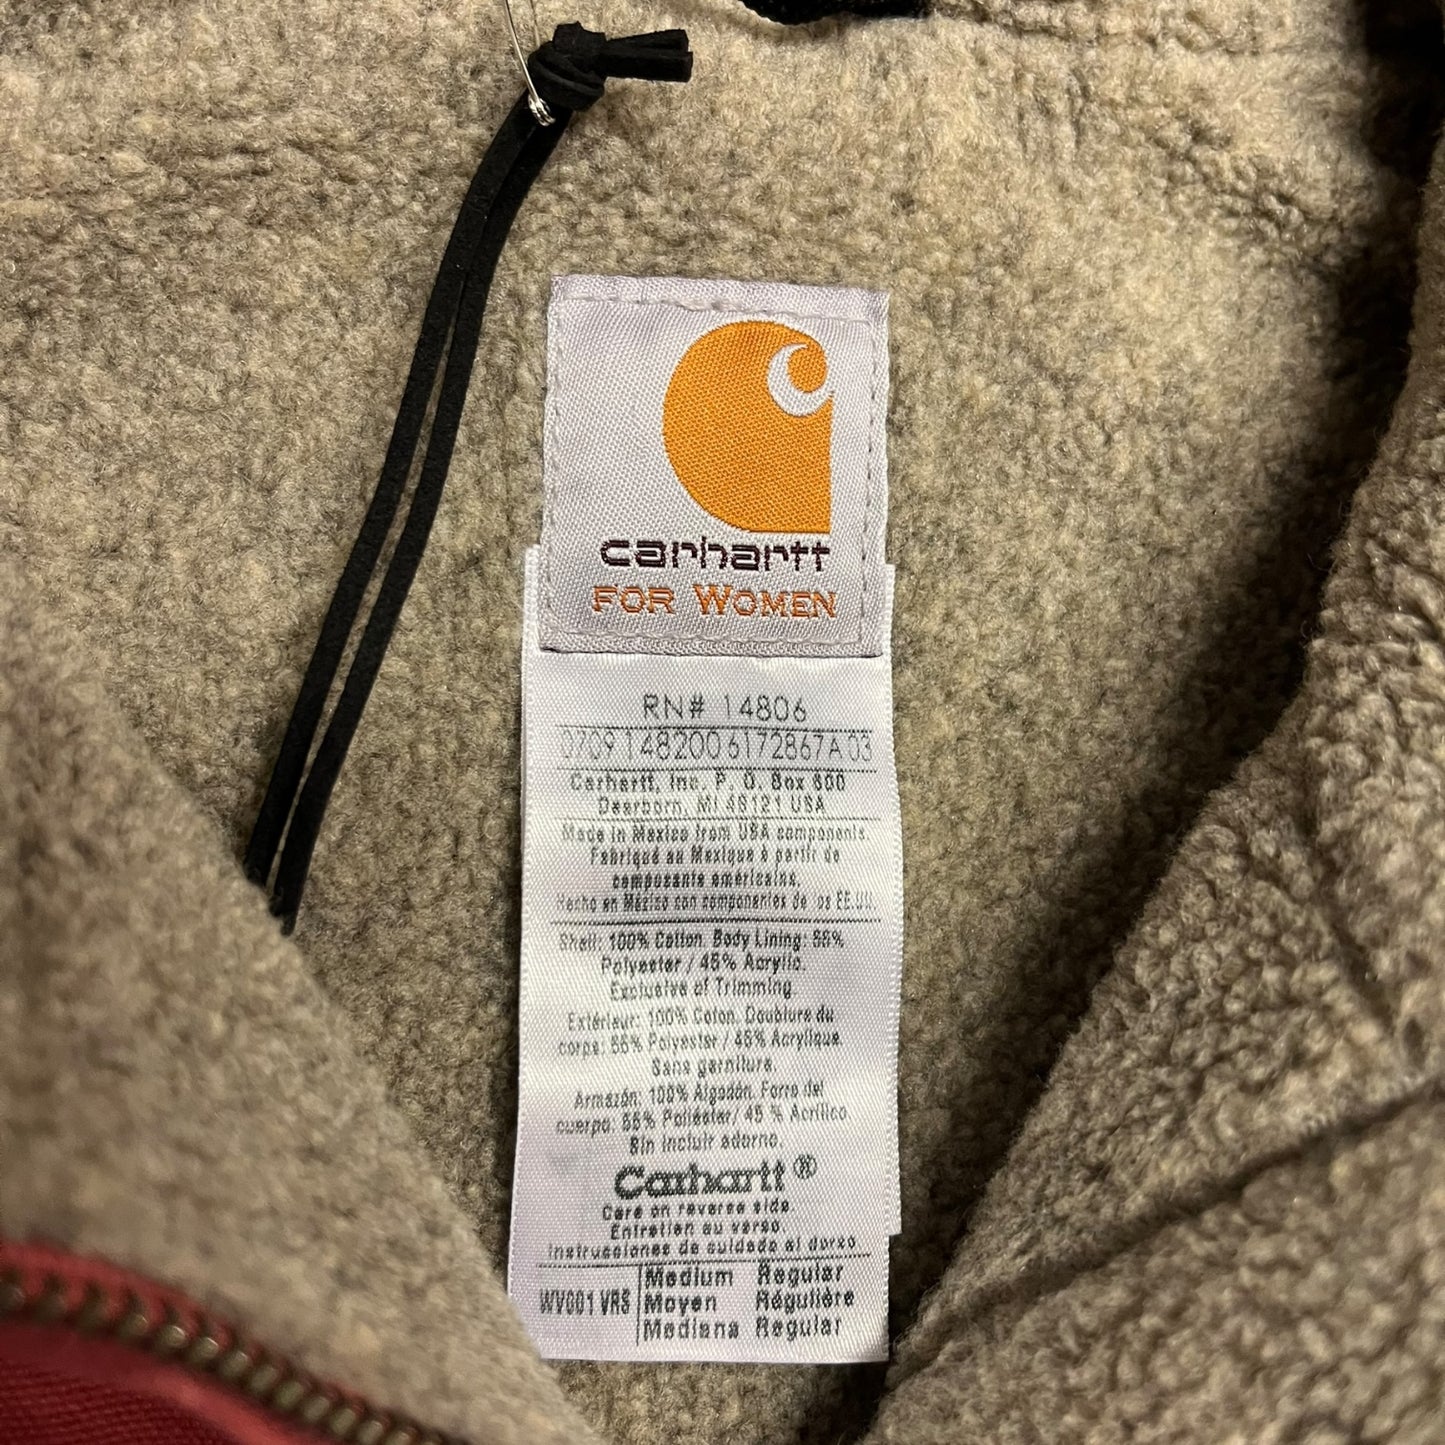 carhartt
FOR WOMEN
RN# 14806
0709 148200 6172867A 03
Carhartt, Inc. P. O. Box 600
Dearborn, MI 48121 USA
Made in Mexico from USA components.
Fabriqué au Mexique à partir de
composants américains.
Hecho en México con componentes de los EE.UU.
Shell: 100% Cotton. Body Lining: 55%
Polyester / 45% Acrylic.
Exclusive of Trimming
Extérieur: 100% Coton. Doublure du
corps: 55% Polyester / 45% Acrylique.
Sans garniture.
Armazón: 100% Algodón. Forro del
cuerpo: 55% Poliéster/ 45 % Acrílico
Sin incluir adorno.
Carhartt®
Care on reverse side.
Entretien au verso.
Instrucciones de cuidado al dorso
WV001 VRS
Medium Regular
Moyen Régulière
Mediana Regular